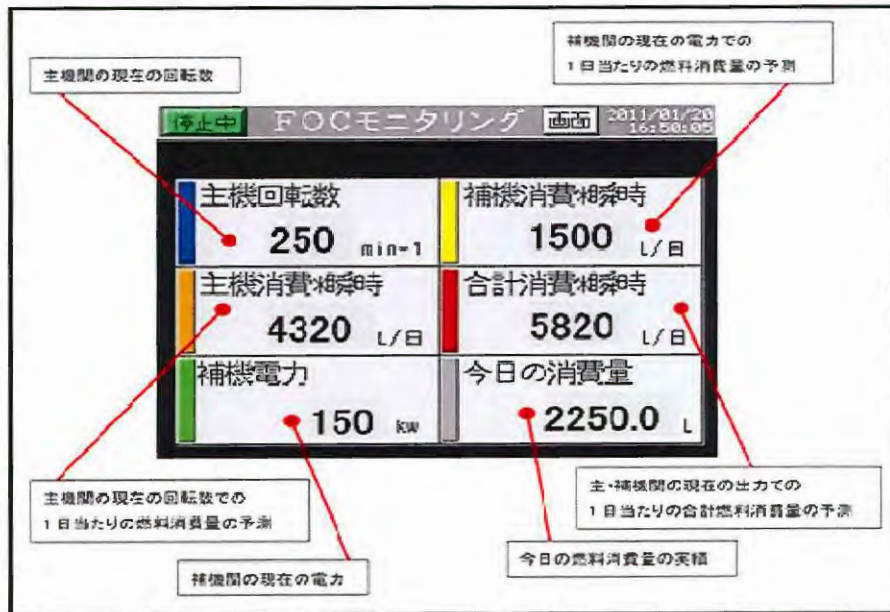 主機関の現在の回転数
補機関の現在の電力での
1日当たりの燃料消費量の予測
停止中 FOCモニタリング 画面 2011/01/20
16:50:05
主機回転数
250 min-1
補機消費*瞬時
1500 L/日
主機消費*瞬時
4320 L/日
合計消費*瞬時
5820 L/日
補機電力
150 kw
今日の消費量
2250.0 L
主機関の現在の回転数での
1日当たりの燃料消費量の予測
主・補機関の現在の出力での
1日当たりの合計燃料消費量の予測
補機関の現在の電力
今日の燃料消費量の実績